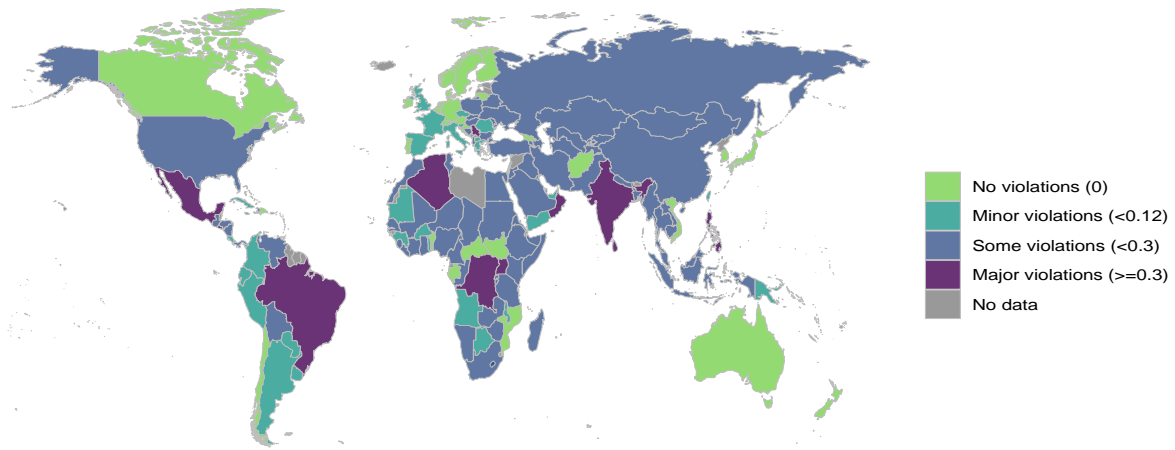 No violations (0)
Minor violations (<0.12)
Some violations (<0.3)
Major violations (>=0.3)
No data